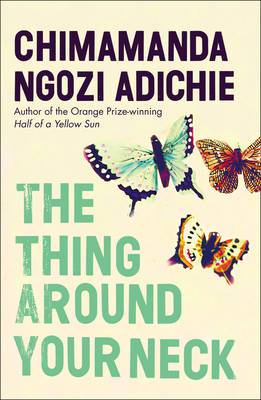 CHIMAMANDA
NGOZI ADICHIE
Author of the Orange Prize-winning
Half of a Yellow Sun
THE
THING
AROUND
YOUR NECK